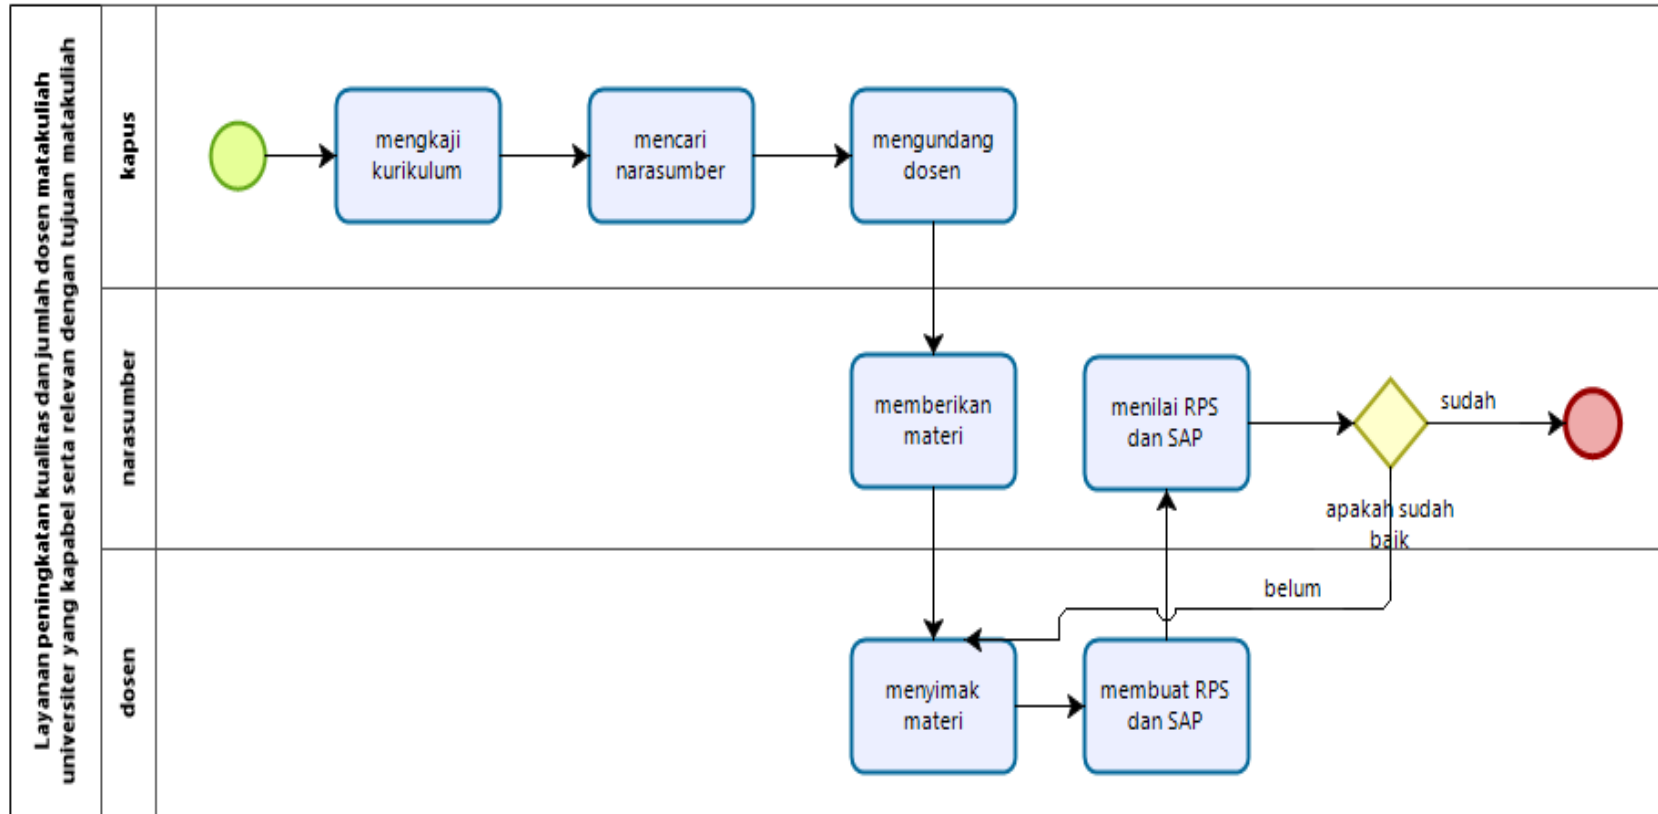 Layanan peningkatan kualitas dan jumlah dosen matakuliah
universiter yang kapabel serta relevan dengan tujuan matakuliah
kapus
mengkaji
kurikulum
mencari
narasumber
mengundang
dosen
narasumber
memberikan
materi
menilai RPS
dan SAP
sudah
apakah sudah
baik
dosen
belum
menyimak
materi
membuat RPS
dan SAP